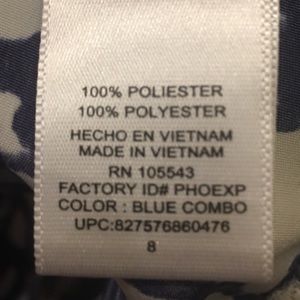 100% POLIESTER
100% POLYESTER
HECHO EN VIETNAM
MADE IN VIETNAM
RN 105543
FACTORY ID# PHOEXP
COLOR : BLUE COMBO
UPC:827576860476
8